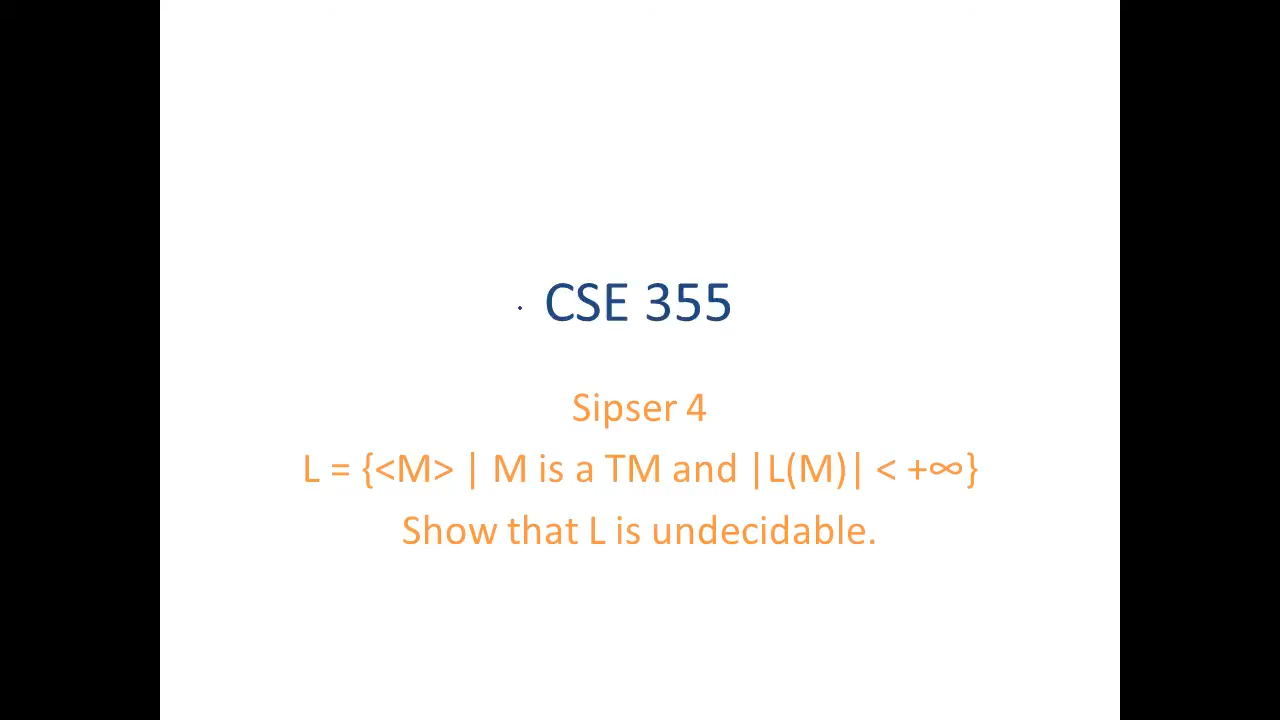 CSE 355
Sipser 4
L = {<M> | M is a TM and |L(M)| < +∞}
Show that L is undecidable.